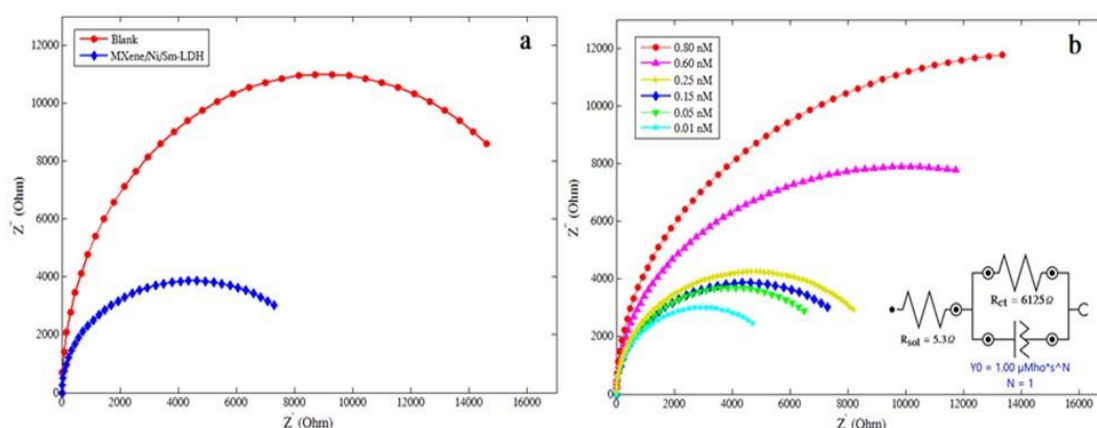 a
Blank
MXene/Ni/Sm-LDH
12000
10000
8000
6000
4000
2000
0
Z" (Ohm)
0 2000 4000 6000 8000 10000 12000 14000 16000
Z' (Ohm)
b
0.80 nM
0.60 nM
0.25 nM
0.15 nM
0.05 nM
0.01 nM
12000
10000
8000
6000
4000
2000
0
Z" (Ohm)
Rct = 6125Ω
Rsol = 5.3Ω
Y0 = 1.00 µMho*s^N
N = 1
0 2000 4000 6000 8000 10000 12000 14000 16000
Z' (Ohm)